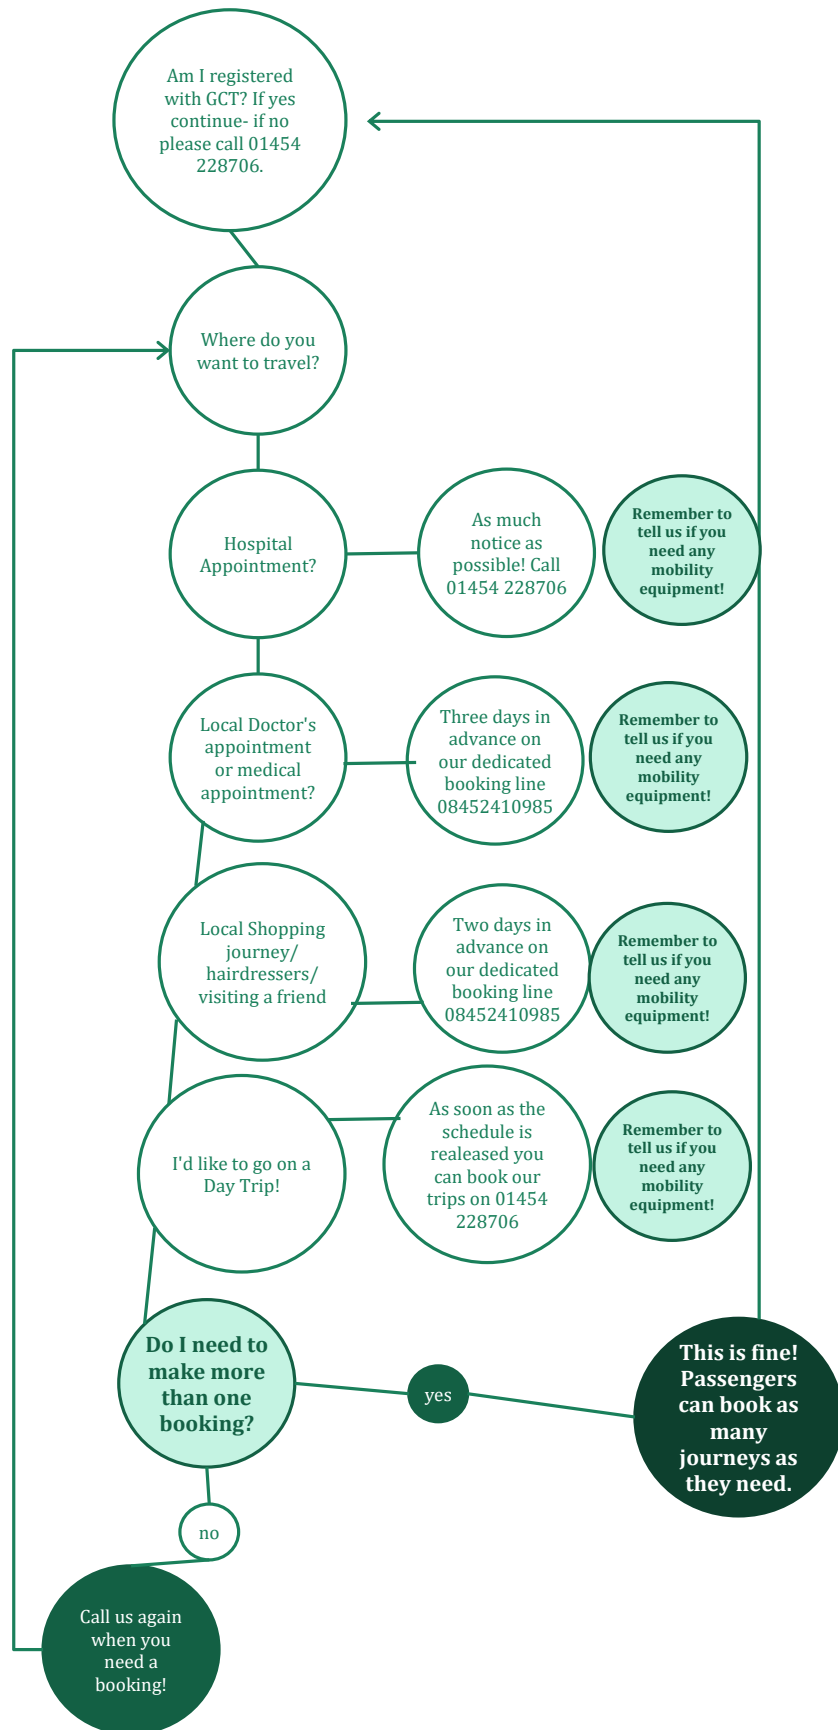 Am I registered
with GCT? If yes
continue- if no
please call 01454
228706.
Where do you
want to travel?
Hospital
Appointment?
As much
notice as
possible! Call
01454 228706
Remember to
tell us if you
need any
mobility
equipment!
Local Doctor's
appointment
or medical
appointment?
Three days in
advance on
our dedicated
booking line
08452410985
Remember to
tell us if you
need any
mobility
equipment!
Local Shopping
journey/
hairdressers/
visiting a friend
Two days in
advance on
our dedicated
booking line
08452410985
Remember to
tell us if you
need any
mobility
equipment!
I'd like to go on a
Day Trip!
As soon as the
schedule is
realeased you
can book our
trips on 01454
228706
Remember to
tell us if you
need any
mobility
equipment!
Do I need to
make more
than one
booking?
yes
This is fine!
Passengers
can book as
many
journeys as
they need.
no
Call us again
when you
need a
booking!